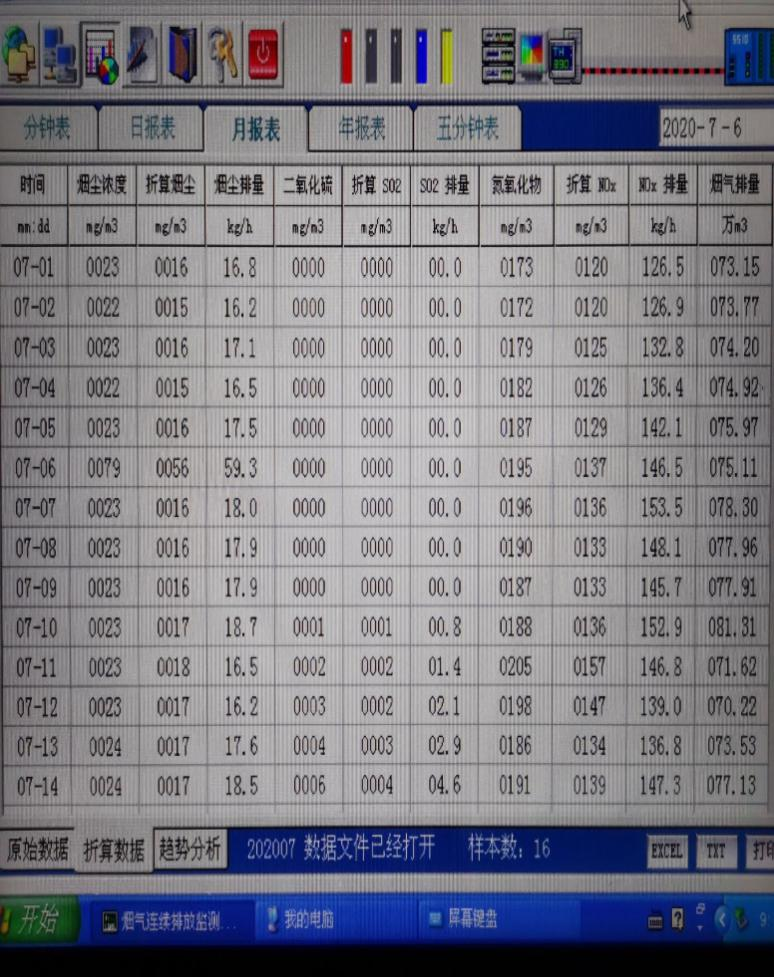 9510
TH
390
分钟表 日报表 月报表 年报表 五分钟表 2020-7-6
时间 烟尘浓度 折算烟尘 烟尘排量 二氧化硫 折算 SO2 SO2 排量 氮氧化物 折算 NOx NOx 排量 烟气排量
mm:dd mg/m3 mg/m3 kg/h mg/m3 mg/m3 kg/h mg/m3 mg/m3 kg/h 万m3
07-01 0023 0016 16.8 0000 0000 00.0 0173 0120 126.5 073.15
07-02 0022 0015 16.2 0000 0000 00.0 0172 0120 126.9 073.77
07-03 0023 0016 17.1 0000 0000 00.0 0179 0125 132.8 074.20
07-04 0022 0015 16.5 0000 0000 00.0 0182 0126 136.4 074.92
07-05 0023 0016 17.5 0000 0000 00.0 0187 0129 142.1 075.97
07-06 0079 0056 59.3 0000 0000 00.0 0195 0137 146.5 075.11
07-07 0023 0016 18.0 0000 0000 00.0 0196 0136 153.5 078.30
07-08 0023 0016 17.9 0000 0000 00.0 0190 0133 148.1 077.96
07-09 0023 0016 17.9 0000 0000 00.0 0187 0133 145.7 077.91
07-10 0023 0017 18.7 0001 0001 00.8 0188 0136 152.9 081.31
07-11 0023 0018 16.5 0002 0002 01.4 0205 0157 146.8 071.62
07-12 0023 0017 16.2 0003 0002 02.1 0198 0147 139.0 070.22
07-13 0024 0017 17.6 0004 0003 02.9 0186 0134 136.8 073.53
07-14 0024 0017 18.5 0006 0004 04.6 0191 0139 147.3 077.13
原始数据 折算数据 趋势分析 202007 数据文件已经打开 样本数: 16 EXCEL TXT 打印
开始 烟气连续排放监测... 我的电脑 屏幕键盘 ? 9: